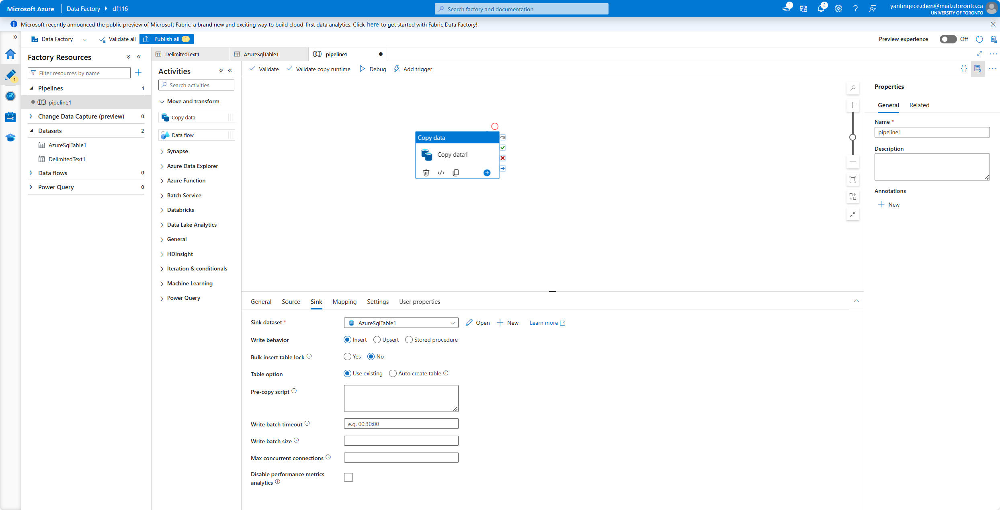 Microsoft Azure Data Factory df116
Search factory and documentation
1 2
yantingece.chen@mail.utoronto.ca
UNIVERSITY OF TORONTO
Microsoft recently announced the public preview of Microsoft Fabric, a brand new and exciting way to build cloud-first data analytics. Click here to get started with Fabric Data Factory!
Data Factory Validate all Publish all 1
Preview experience Off
1
Factory Resources
Filter resources by name
Pipelines 1
pipeline1
Change Data Capture (preview) 0
Datasets 2
AzureSqlTable1
DelimitedText1
Data flows 0
Power Query 0
DelimitedText1 AzureSqlTable1 pipeline1
Activities
Search activities
Move and transform
Copy data
Data flow
Synapse
Azure Data Explorer
Azure Function
Batch Service
Databricks
Data Lake Analytics
General
HDInsight
Iteration & conditionals
Machine Learning
Power Query
Validate Validate copy runtime Debug Add trigger
{}
Copy data
Copy data1
</>
General Source Sink Mapping Settings User properties
Sink dataset * SQL AzureSqlTable1 Open New Learn more
Write behavior Insert Upsert Stored procedure
Bulk insert table lock Yes No
Table option Use existing Auto create table
Pre-copy script
Write batch timeout e.g. 00:30:00
Write batch size
Max concurrent connections
Disable performance metrics
analytics
Properties
General Related
Name *
pipeline1
Description
Annotations
New